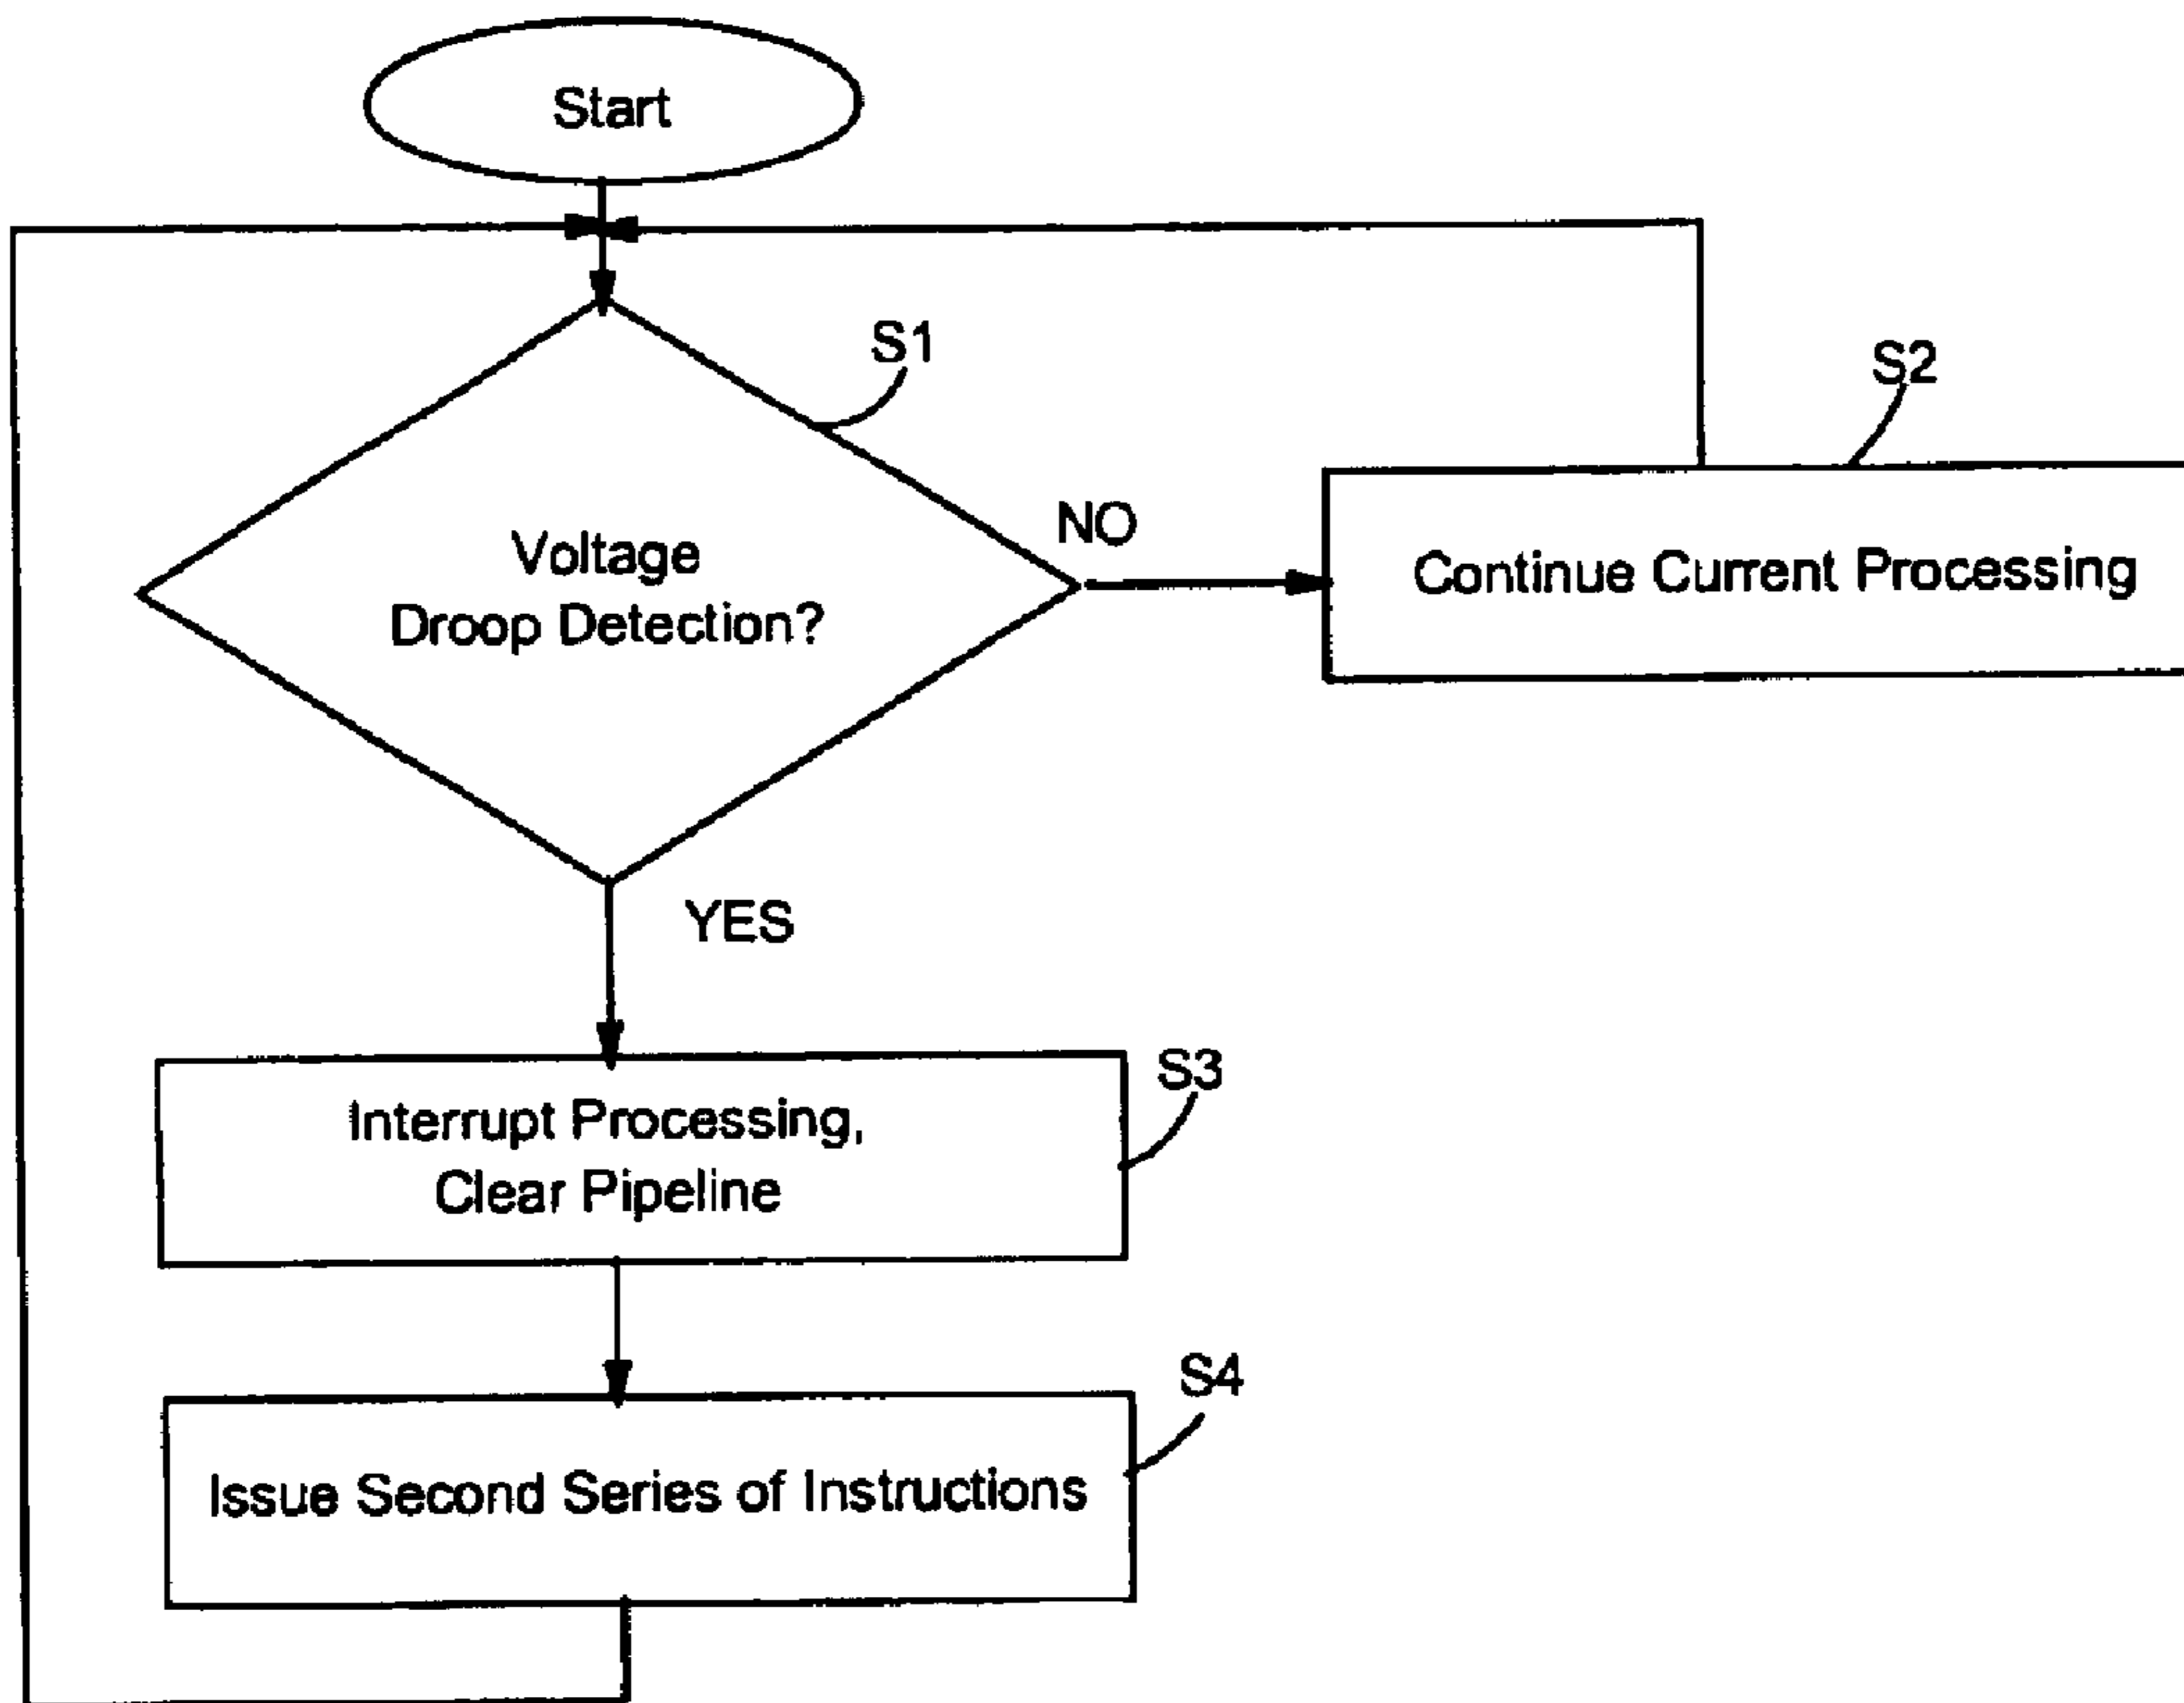 Start
S1
S2
NO
Voltage
Droop Detection?
Continue Current Processing
YES
S3
Interrupt Processing,
Clear Pipeline
S4
Issue Second Series of Instructions